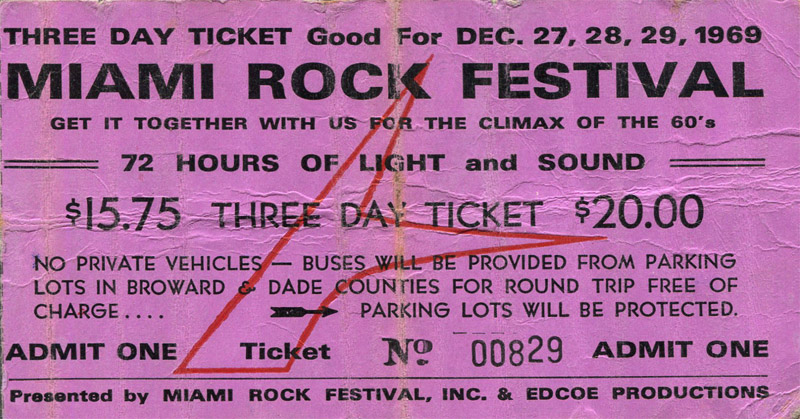 THREE DAY TICKET Good For DEC. 27, 28, 29, 1969
MIAMI ROCK FESTIVAL
GET IT TOGETHER WITH US FOR THE CLIMAX OF THE 60's
72 HOURS OF LIGHT and SOUND
$15.75 THREE DAY TICKET $20.00
NO PRIVATE VEHICLES — BUSES WILL BE PROVIDED FROM PARKING
LOTS IN BROWARD & DADE COUNTIES FOR ROUND TRIP FREE OF
CHARGE.... PARKING LOTS WILL BE PROTECTED.
ADMIT ONE Ticket No 00829 ADMIT ONE
Presented by MIAMI ROCK FESTIVAL, INC. & EDCOE PRODUCTIONS